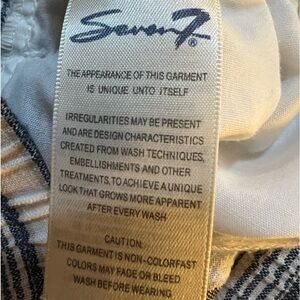 Seven7®
THE APPEARANCE OF THIS GARMENT
IS UNIQUE UNTO ITSELF
IRREGULARITIES MAY BE PRESENT
AND ARE DESIGN CHARACTERISTICS
CREATED FROM WASH TECHNIQUES,
EMBELLISHMENTS AND OTHER
TREATMENTS, TO ACHIEVE A UNIQUE
LOOK THAT GROWS MORE APPARENT
AFTER EVERY WASH
CAUTION:
THIS GARMENT IS NON-COLORFAST
COLORS MAY FADE OR BLEED
WASH BEFORE WEARING